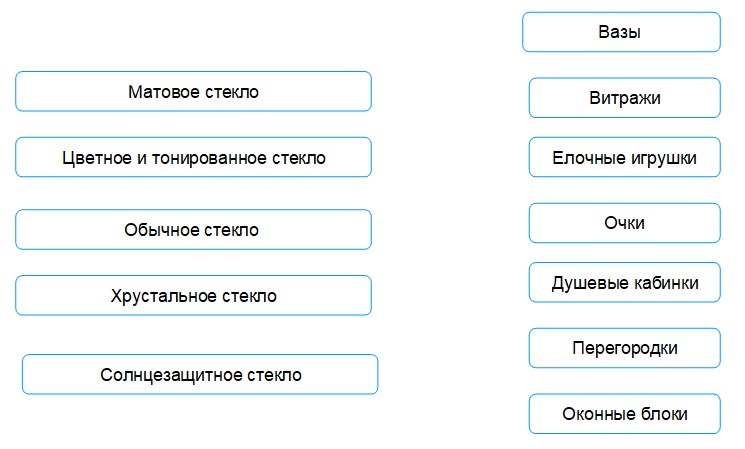 Матовое стекло
Цветное и тонированное стекло
Обычное стекло
Хрустальное стекло
Солнцезащитное стекло
Вазы
Витражи
Елочные игрушки
Очки
Душевые кабинки
Перегородки
Оконные блоки